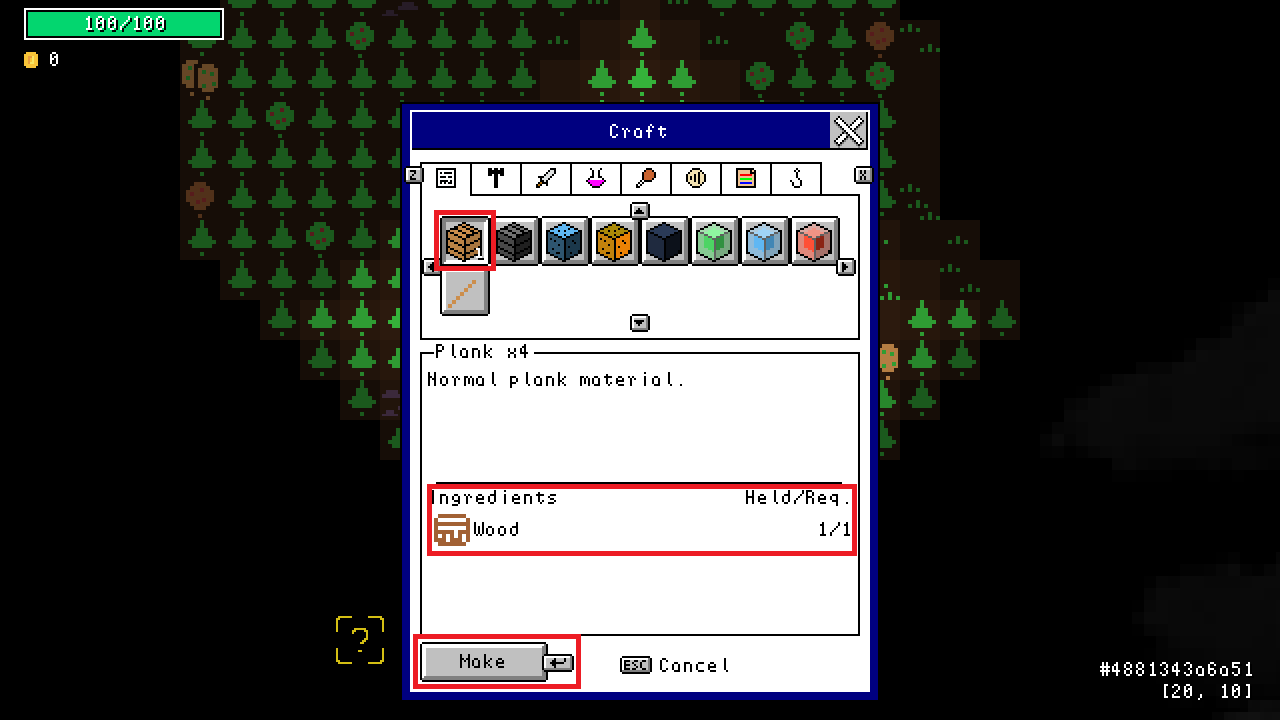 100/100
0
Craft
Z
X
1
Plank x4
Normal plank material.
Ingredients Held/Req.
Wood 1/1
?
Make
ESC Cancel
#4881343a6a51
[20, 10]